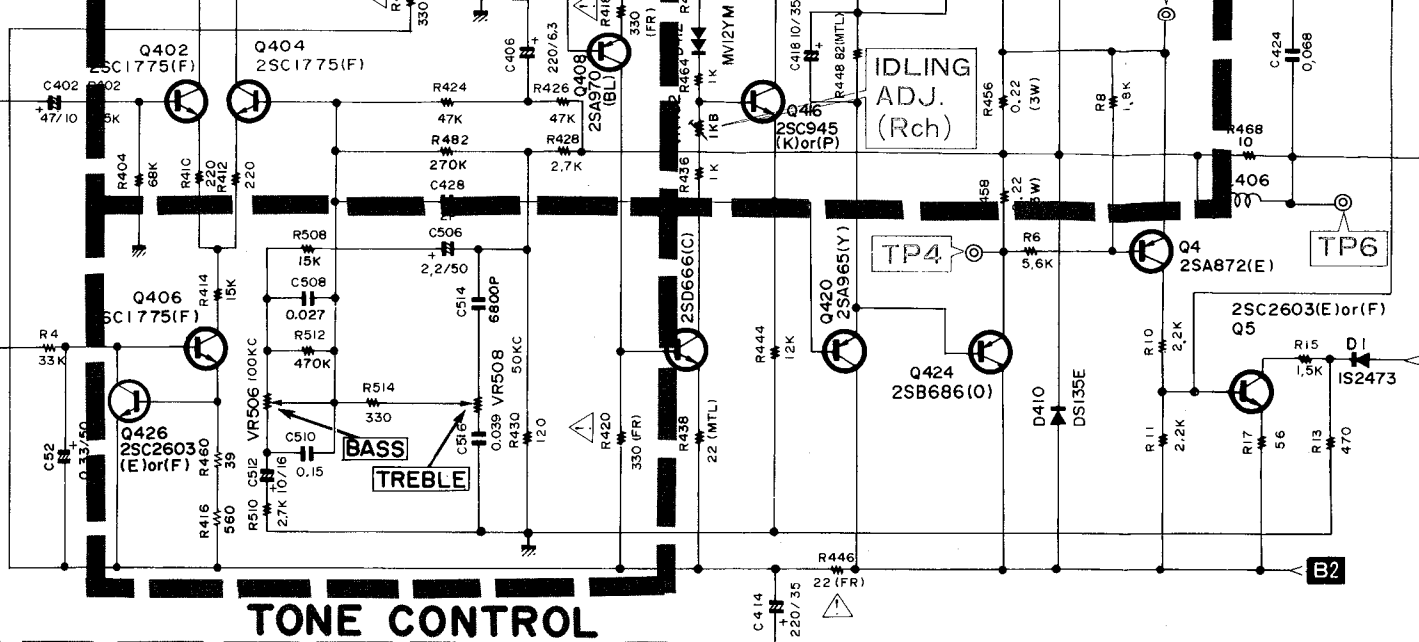 330
Q402
2SC1775(F)
Q404
2SC1775(F)
C402
47/10
R404
68K
R410
220
R412
220
C406
220/6.3
Q408
2SA970
(BL)
R418
330
(FR)
R424
47K
R426
47K
R482
270K
R428
2.7K
C428
MV12YM
R464
1K
1KB
R436
1K
C418 10/35
R448 82(MTL)
Q416
2SC945
(K)or(P)
IDLING
ADJ.
(Rch)
R456
0.22
(3W)
R8
1.8K
C424
0.068
R468
10
TP6
TP4
R6
5.6K
Q4
2SA872(E)
R508
15K
C506
2.2/50
C508
0.027
R512
470K
R514
330
C510
0.15
C514
6800P
R414
15K
Q406
R4
33K
C52
0.33/50
Q426
2SC2603
(E)or(F)
R460
39
R416
560
VR506 100KC
C512
10/16
R510
2.7K
BASS
TREBLE
VR508
50KC
C516
0.039
R430
120
R420
330(FR)
2SD666(C)
R438
22(MTL)
R444
12K
Q420
2SA965(Y)
Q424
2SB686(O)
D410
DS135E
R10
2.2K
R11
2.2K
2SC2603(E)or(F)
Q5
R15
1.5K
D1
IS2473
R17
56
R13
470
R446
22(FR)
C414
220/35
B2
TONE CONTROL